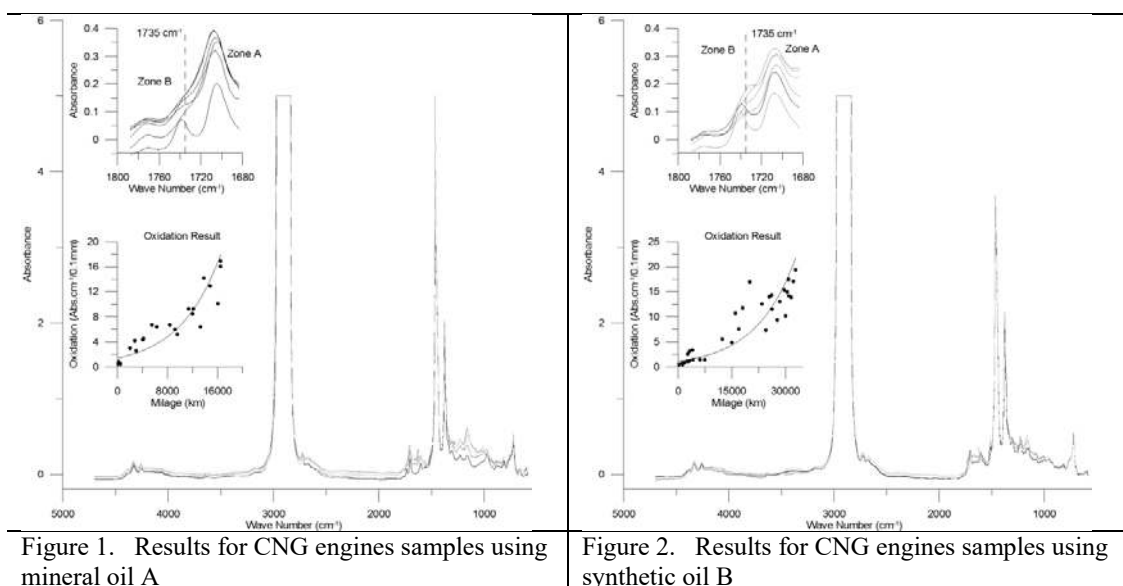 6
4
2
0
Absorbance
5000 4000 3000 2000 1000
Wave Number (cm⁻¹)
0.4
0.3
0.2
0.1
0
Absorbance
1735 cm⁻¹
Zone A
Zone B
1800 1760 1720 1680
Wave Number (cm⁻¹)
Oxidation Result
20
16
12
8
4
0
Oxidation (Abs.cm⁻¹/0.1mm)
0 8000 16000
Milage (km)
Figure 1. Results for CNG engines samples using
mineral oil A
6
4
2
0
Absorbance
5000 4000 3000 2000 1000
Wave Number (cm⁻¹)
0.4
0.3
0.2
0.1
0
Absorbance
1735 cm⁻¹
Zone B
Zone A
1800 1760 1720 1680
Wave Number (cm⁻¹)
Oxidation Result
25
20
15
10
5
0
Oxidation (Abs.cm⁻¹/0.1mm)
0 15000 30000
Milage (km)
Figure 2. Results for CNG engines samples using
synthetic oil B